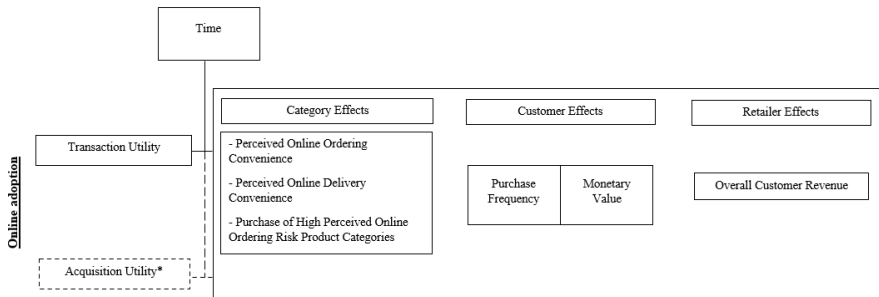 Time
Category Effects
Customer Effects
Retailer Effects
Online adoption
Transaction Utility
- Perceived Online Ordering
Convenience
- Perceived Online Delivery
Convenience
- Purchase of High Perceived Online
Ordering Risk Product Categories
Purchase
Frequency
Monetary
Value
Overall Customer Revenue
Acquisition Utility*